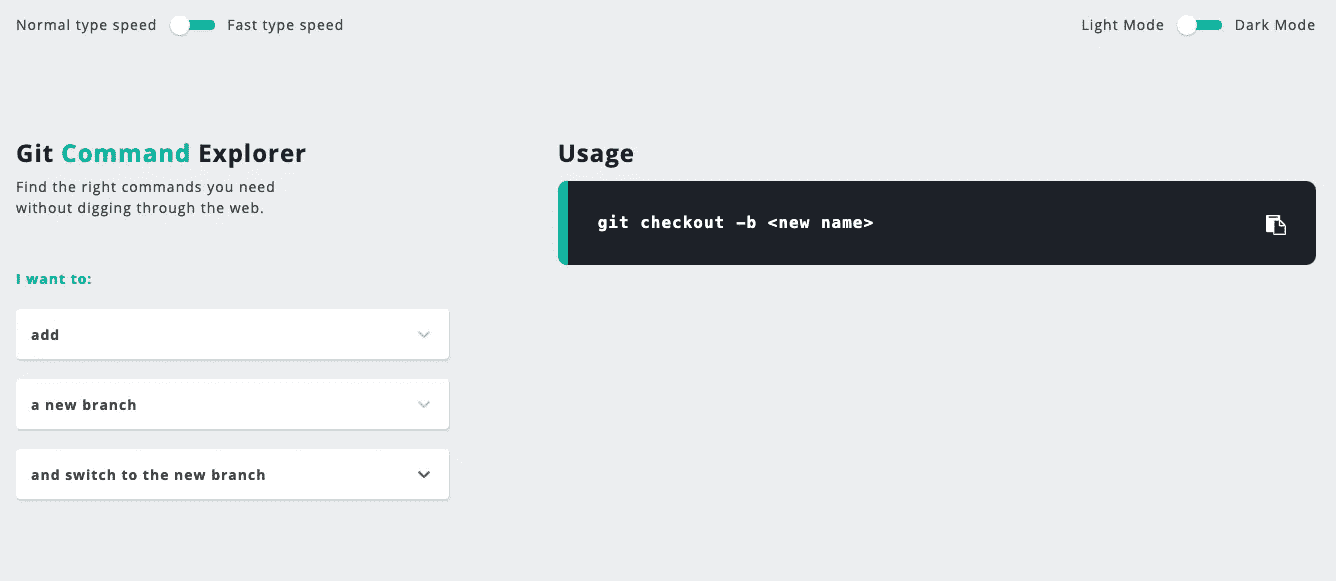 Normal type speed Fast type speed Light Mode Dark Mode
Git Command Explorer
Find the right commands you need
without digging through the web.
I want to:
add
a new branch
and switch to the new branch
Usage
git checkout -b <new name>